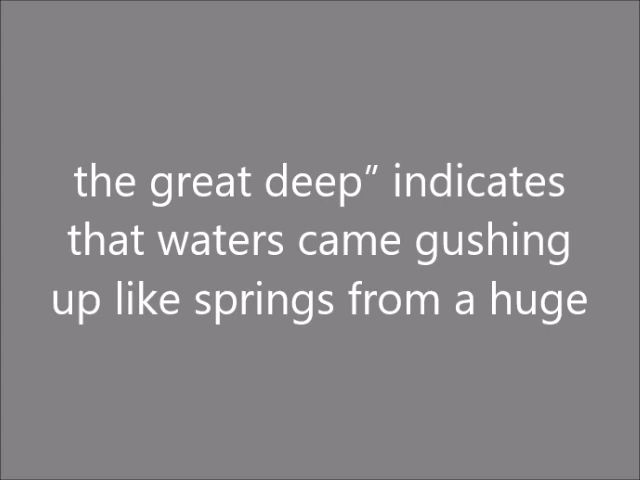 the great deep” indicates
that waters came gushing
up like springs from a huge